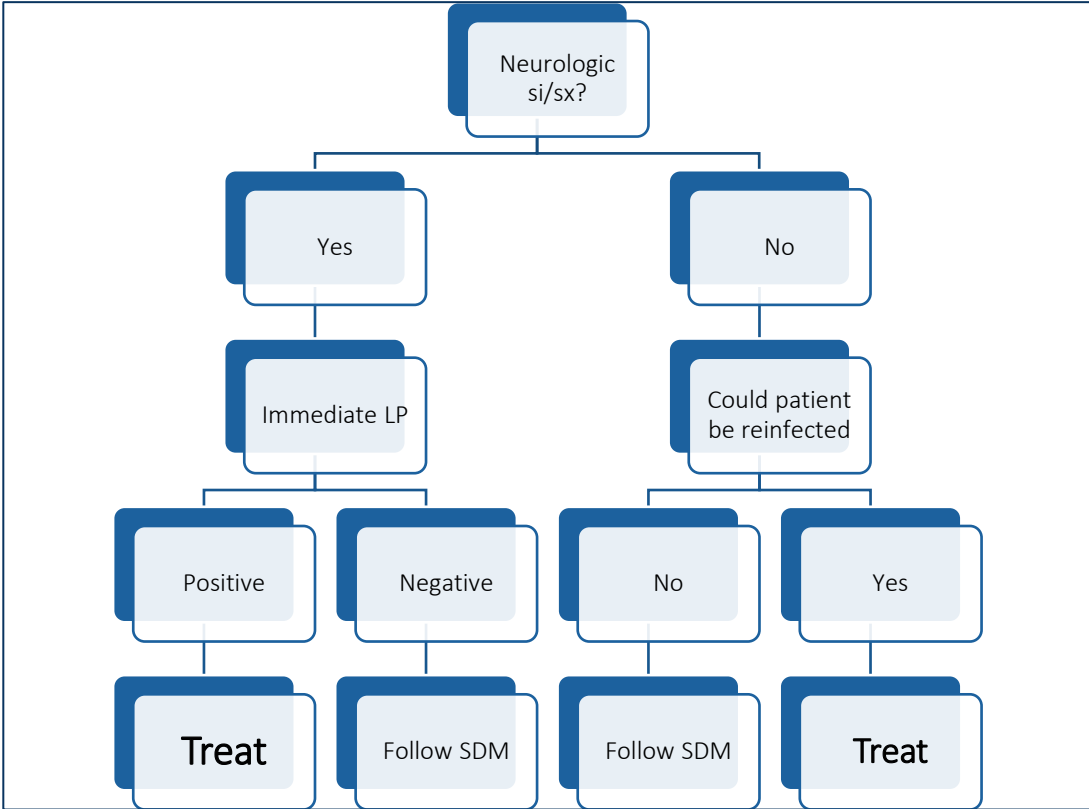 Neurologic
si/sx?
Yes
No
Immediate LP
Could patient
be reinfected
Positive
Negative
No
Yes
Treat
Follow SDM
Follow SDM
Treat